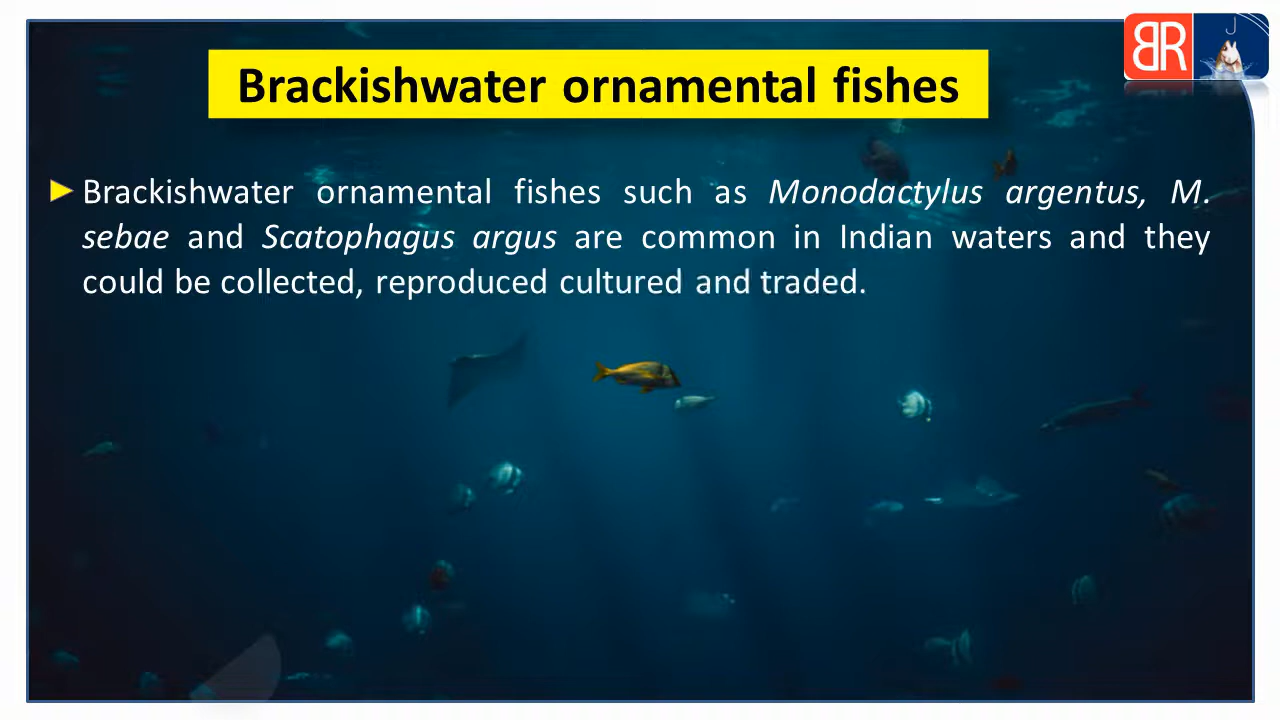 BR
Brackishwater ornamental fishes
Brackishwater ornamental fishes such as Monodactylus argentus, M.
sebae and Scatophagus argus are common in Indian waters and they
could be collected, reproduced cultured and traded.